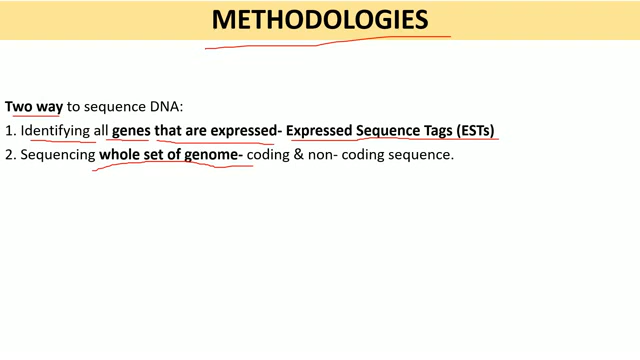 METHODOLOGIES
Two way to sequence DNA:
1. Identifying all genes that are expressed- Expressed Sequence Tags (ESTs)
2. Sequencing whole set of genome- coding & non- coding sequence.